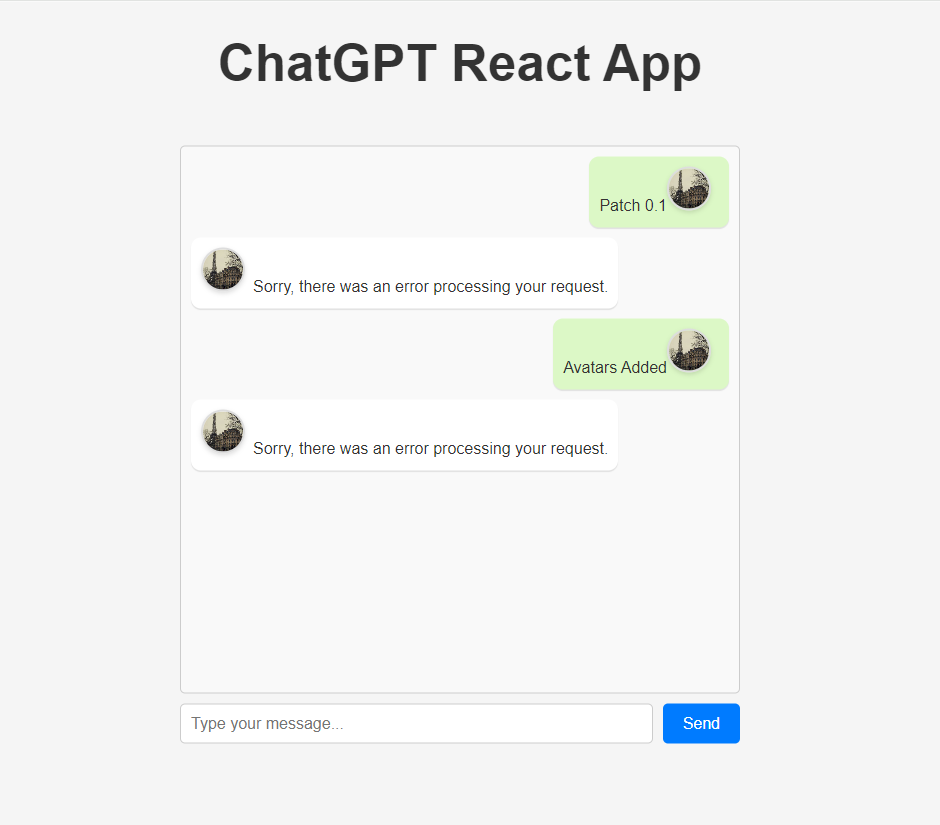 ChatGPT React App
Patch 0.1
Sorry, there was an error processing your request.
Avatars Added
Sorry, there was an error processing your request.
Type your message...
Send